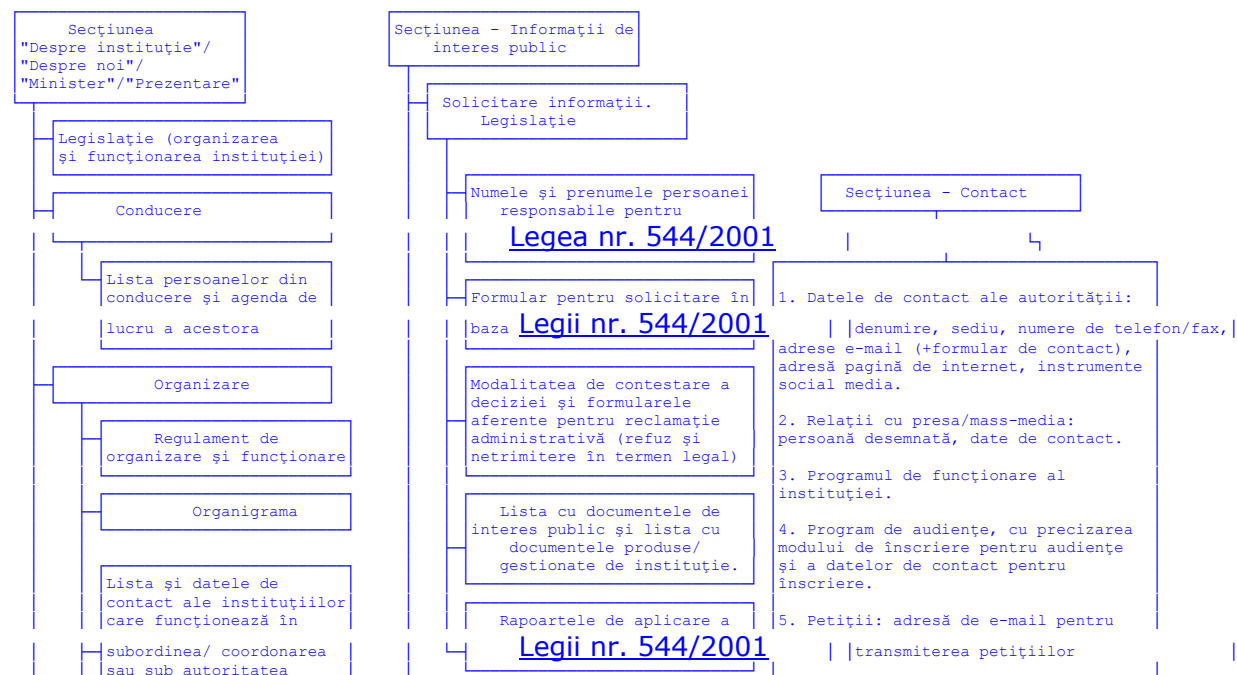 Secţiunea
"Despre instituţie"/
"Despre noi"/
"Minister"/"Prezentare"
Legislaţie (organizarea
şi funcţionarea instituţiei)
Conducere
Lista persoanelor din
conducere şi agenda de
lucru a acestora
Organizare
Regulament de
organizare şi funcţionare
Organigrama
Lista şi datele de
contact ale instituţiilor
care funcţionează în
subordinea/ coordonarea
sau sub autoritatea
Secţiunea - Informaţii de
interes public
Solicitare informaţii.
Legislaţie
Numele şi prenumele persoanei
responsabile pentru
Legea nr. 544/2001
Formular pentru solicitare în
baza Legii nr. 544/2001
Modalitatea de contestare a
deciziei şi formularele
aferente pentru reclamaţie
administrativă (refuz şi
netrimitere în termen legal)
Lista cu documentele de
interes public şi lista cu
documentele produse/
gestionate de instituţie.
Rapoartele de aplicare a
Legii nr. 544/2001
Secţiunea - Contact
1. Datele de contact ale autorităţii:
denumire, sediu, numere de telefon/fax,
adrese e-mail (+formular de contact),
adresă pagină de internet, instrumente
social media.
2. Relaţii cu presa/mass-media:
persoană desemnată, date de contact.
3. Programul de funcţionare al
instituţiei.
4. Program de audienţe, cu precizarea
modului de înscriere pentru audienţe
şi a datelor de contact pentru
înscriere.
5. Petiţii: adresă de e-mail pentru
transmiterea petiţiilor